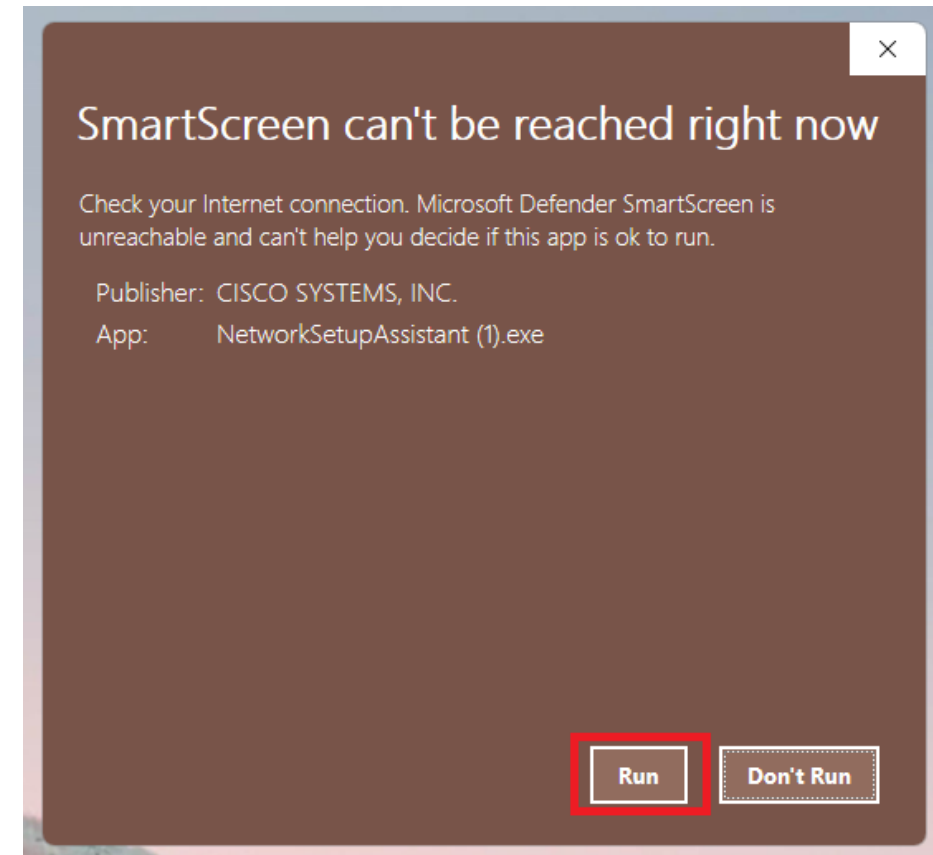 SmartScreen can't be reached right now
Check your Internet connection. Microsoft Defender SmartScreen is
unreachable and can't help you decide if this app is ok to run.
Publisher: CISCO SYSTEMS, INC.
App: NetworkSetupAssistant (1).exe
Run Don't Run